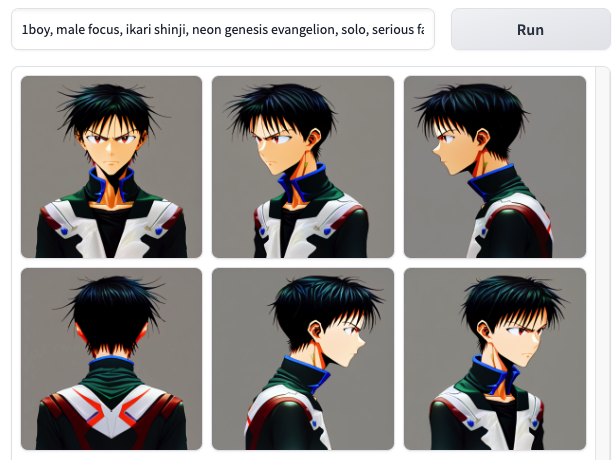 1boy, male focus, ikari shinji, neon genesis evangelion, solo, serious fa
Run